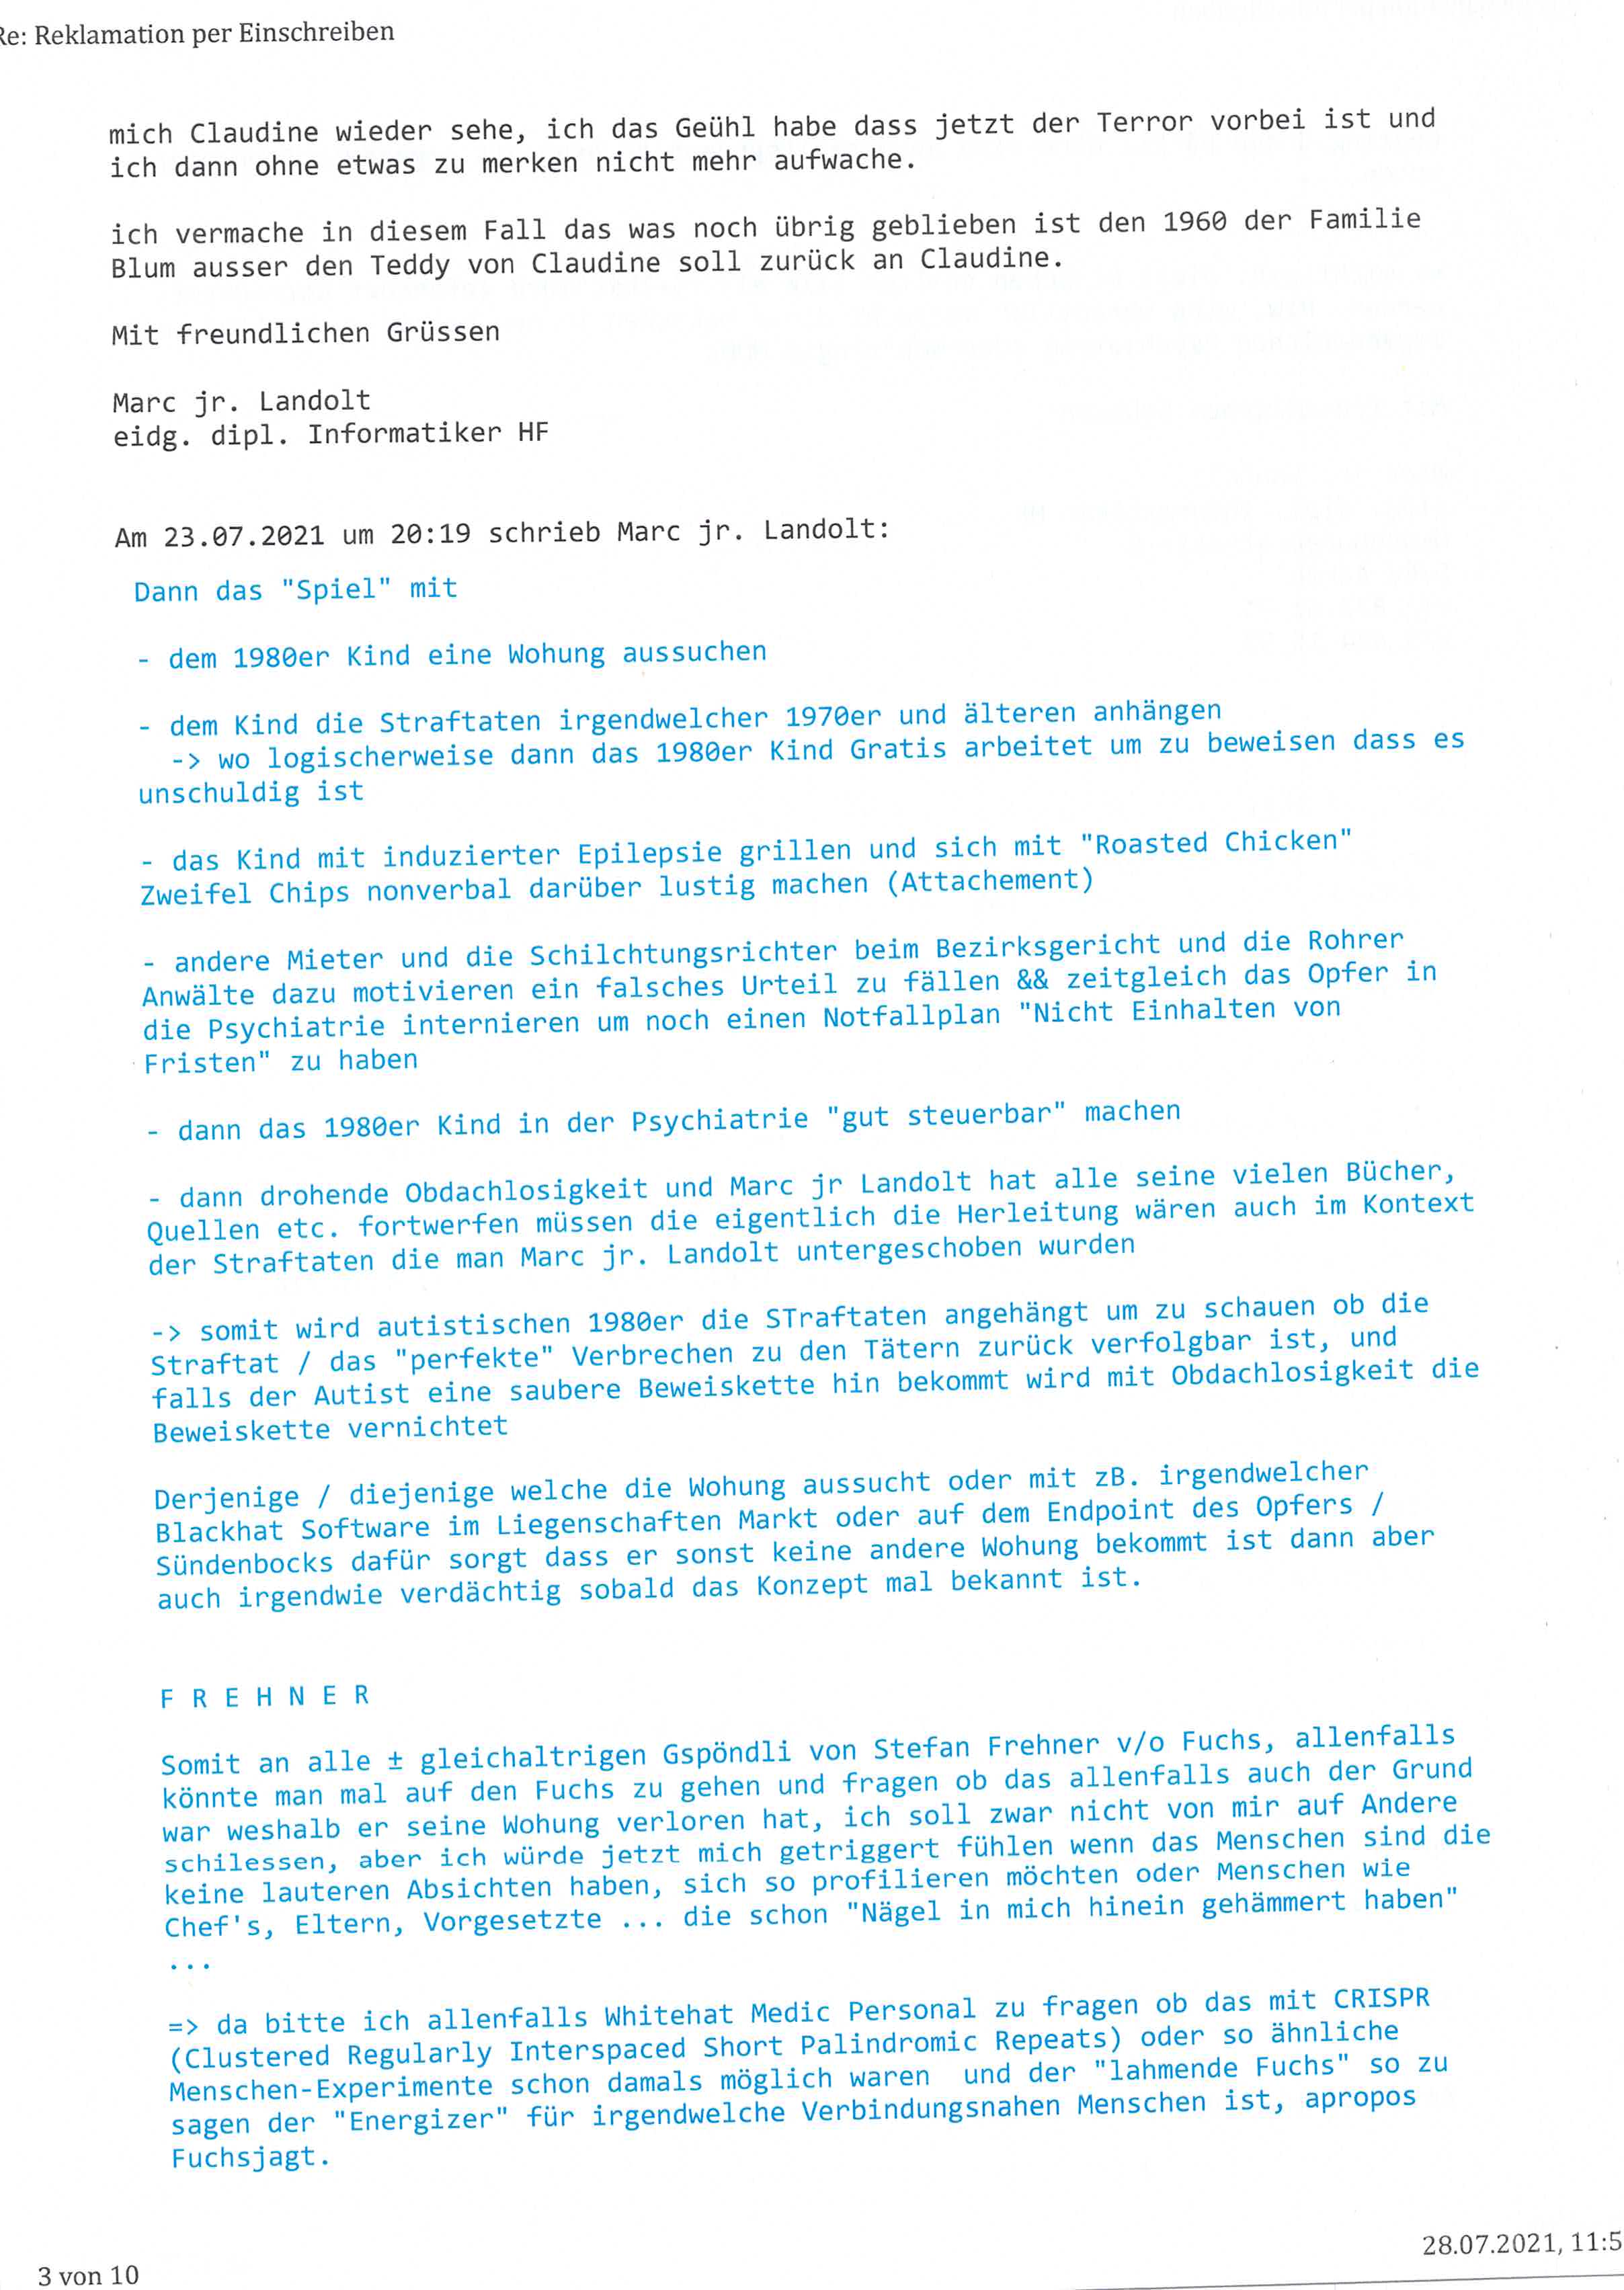 Re: Reklamation per Einschreiben
mich Claudine wieder sehe, ich das Geühl habe dass jetzt der Terror vorbei ist und
ich dann ohne etwas zu merken nicht mehr aufwache.
ich vermache in diesem Fall das was noch übrig geblieben ist den 1960 der Familie
Blum ausser den Teddy von Claudine soll zurück an Claudine.
Mit freundlichen Grüssen
Marc jr. Landolt
eidg. dipl. Informatiker HF
Am 23.07.2021 um 20:19 schrieb Marc jr. Landolt:
Dann das "Spiel" mit
- dem 1980er Kind eine Wohung aussuchen
- dem Kind die Straftaten irgendwelcher 1970er und älteren anhängen
-> wo logischerweise dann das 1980er Kind Gratis arbeitet um zu beweisen dass es
unschuldig ist
- das Kind mit induzierter Epilepsie grillen und sich mit "Roasted Chicken"
Zweifel Chips nonverbal darüber lustig machen (Attachement)
- andere Mieter und die Schilchtungsrichter beim Bezirksgericht und die Rohrer
Anwälte dazu motivieren ein falsches Urteil zu fällen && zeitgleich das Opfer in
die Psychiatrie internieren um noch einen Notfallplan "Nicht Einhalten von
Fristen" zu haben
- dann das 1980er Kind in der Psychiatrie "gut steuerbar" machen
- dann drohende Obdachlosigkeit und Marc jr Landolt hat alle seine vielen Bücher,
Quellen etc. fortwerfen müssen die eigentlich die Herleitung wären auch im Kontext
der Straftaten die man Marc jr. Landolt untergeschoben wurden
-> somit wird autistischen 1980er die STraftaten angehängt um zu schauen ob die
Straftat / das "perfekte" Verbrechen zu den Tätern zurück verfolgbar ist, und
falls der Autist eine saubere Beweiskette hin bekommt wird mit Obdachlosigkeit die
Beweiskette vernichtet
Derjenige / diejenige welche die Wohung aussucht oder mit zB. irgendwelcher
Blackhat Software im Liegenschaften Markt oder auf dem Endpoint des Opfers /
Sündenbocks dafür sorgt dass er sonst keine andere Wohung bekommt ist dann aber
auch irgendwie verdächtig sobald das Konzept mal bekannt ist.
F R E H N E R
Somit an alle ± gleichaltrigen Gspöndli von Stefan Frehner v/o Fuchs, allenfalls
könnte man mal auf den Fuchs zu gehen und fragen ob das allenfalls auch der Grund
war weshalb er seine Wohung verloren hat, ich soll zwar nicht von mir auf Andere
schilessen, aber ich würde jetzt mich getriggert fühlen wenn das Menschen sind die
keine lauteren Absichten haben, sich so profilieren möchten oder Menschen wie
Chef's, Eltern, Vorgesetzte ... die schon "Nägel in mich hinein gehämmert haben"
...
=> da bitte ich allenfalls Whitehat Medic Personal zu fragen ob das mit CRISPR
(Clustered Regularly Interspaced Short Palindromic Repeats) oder so ähnliche
Menschen-Experimente schon damals möglich waren  und der "lahmende Fuchs" so zu
sagen der "Energizer" für irgendwelche Verbindungsnahen Menschen ist, apropos
Fuchsjagt.
28.07.2021, 11:5
3 von 10